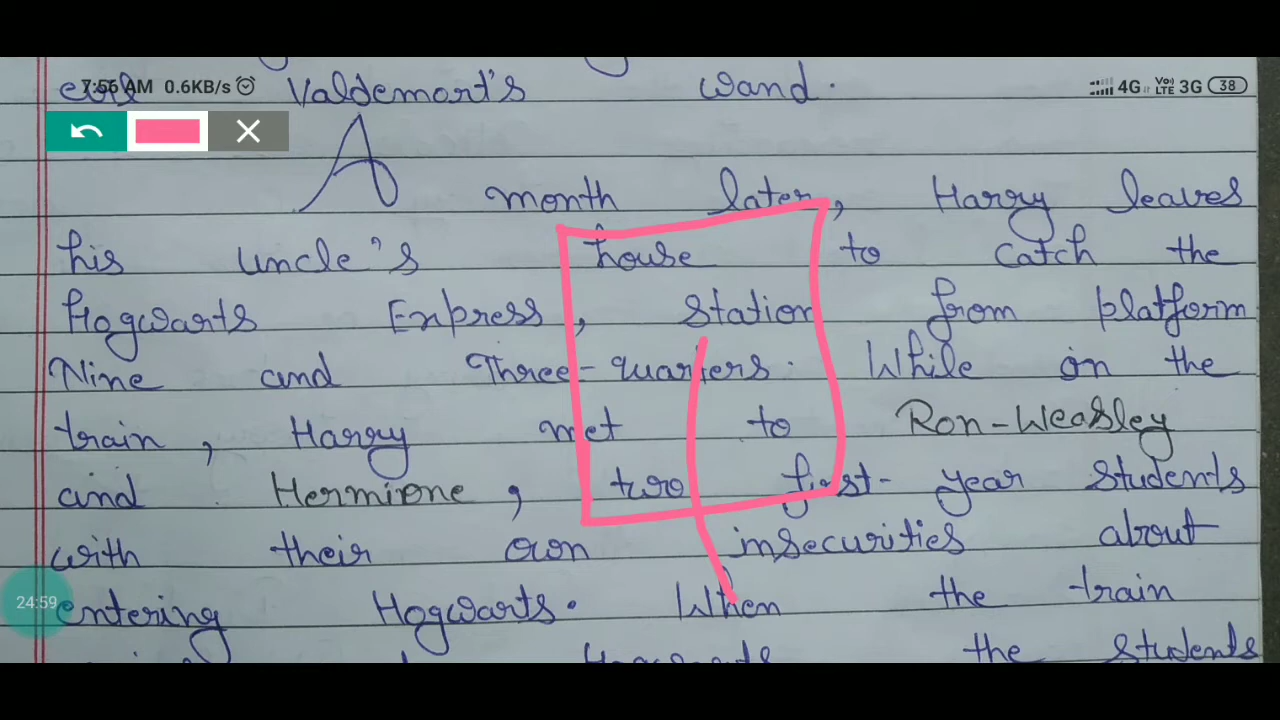 7:56 AM 0.6KB/s
4G VoLTE 3G 38
Valdemort's wand.
A month later, Harry leaves
his uncle's house to catch the
Hogwarts Express, station from platform
Nine and Three-quarters. While on the
train, Harry met to Ron-Weasley
and Hermione, two first-year students
with their own insecurities about
24:59
entering Hogwarts. When the train
the students